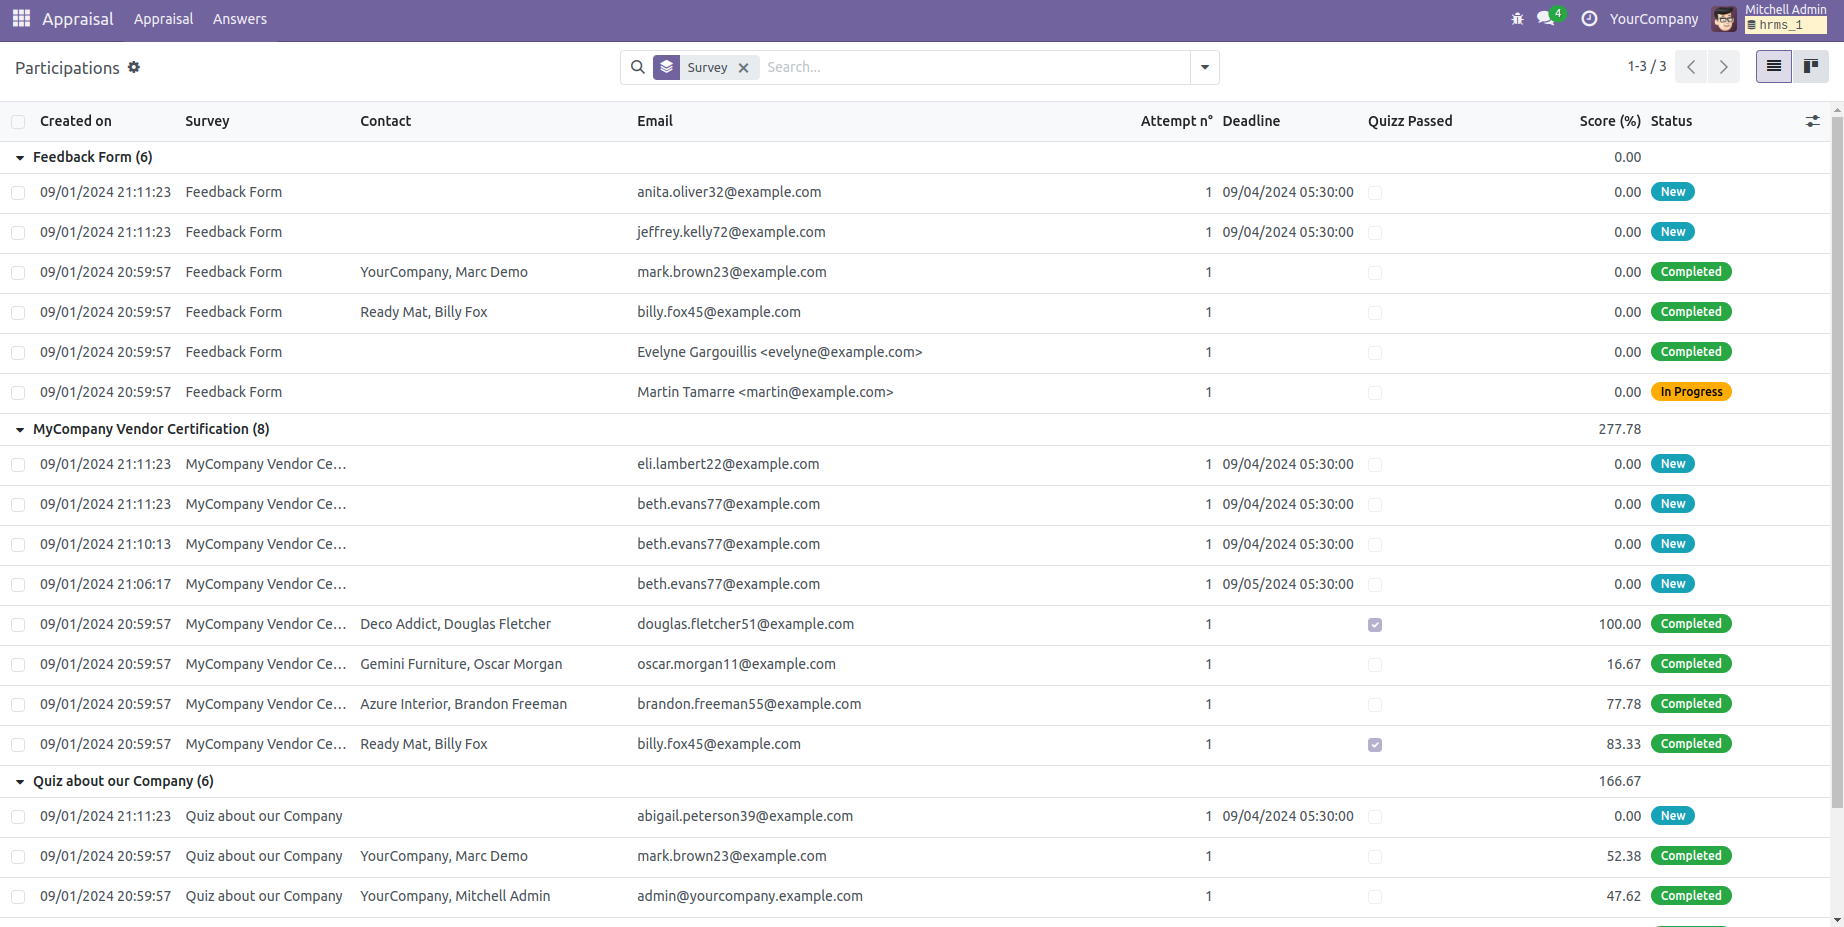 Appraisal Appraisal Answers 4 YourCompany Mitchell Admin
hrms_1
Participations Survey Search... 1-3 / 3
Created on Survey Contact Email Attempt n° Deadline Quizz Passed Score (%) Status
Feedback Form (6) 0.00
09/01/2024 21:11:23 Feedback Form anita.oliver32@example.com 1 09/04/2024 05:30:00 0.00 New
09/01/2024 21:11:23 Feedback Form jeffrey.kelly72@example.com 1 09/04/2024 05:30:00 0.00 New
09/01/2024 20:59:57 Feedback Form YourCompany, Marc Demo mark.brown23@example.com 1 0.00 Completed
09/01/2024 20:59:57 Feedback Form Ready Mat, Billy Fox billy.fox45@example.com 1 0.00 Completed
09/01/2024 20:59:57 Feedback Form Evelyne Gargouillis <evelyne@example.com> 1 0.00 Completed
09/01/2024 20:59:57 Feedback Form Martin Tamarre <martin@example.com> 1 0.00 In Progress
MyCompany Vendor Certification (8) 277.78
09/01/2024 21:11:23 MyCompany Vendor Ce... eli.lambert22@example.com 1 09/04/2024 05:30:00 0.00 New
09/01/2024 21:11:23 MyCompany Vendor Ce... beth.evans77@example.com 1 09/04/2024 05:30:00 0.00 New
09/01/2024 21:10:13 MyCompany Vendor Ce... beth.evans77@example.com 1 09/04/2024 05:30:00 0.00 New
09/01/2024 21:06:17 MyCompany Vendor Ce... beth.evans77@example.com 1 09/05/2024 05:30:00 0.00 New
09/01/2024 20:59:57 MyCompany Vendor Ce... Deco Addict, Douglas Fletcher douglas.fletcher51@example.com 1 100.00 Completed
09/01/2024 20:59:57 MyCompany Vendor Ce... Gemini Furniture, Oscar Morgan oscar.morgan11@example.com 1 16.67 Completed
09/01/2024 20:59:57 MyCompany Vendor Ce... Azure Interior, Brandon Freeman brandon.freeman55@example.com 1 77.78 Completed
09/01/2024 20:59:57 MyCompany Vendor Ce... Ready Mat, Billy Fox billy.fox45@example.com 1 83.33 Completed
Quiz about our Company (6) 166.67
09/01/2024 21:11:23 Quiz about our Company abigail.peterson39@example.com 1 09/04/2024 05:30:00 0.00 New
09/01/2024 20:59:57 Quiz about our Company YourCompany, Marc Demo mark.brown23@example.com 1 52.38 Completed
09/01/2024 20:59:57 Quiz about our Company YourCompany, Mitchell Admin admin@yourcompany.example.com 1 47.62 Completed